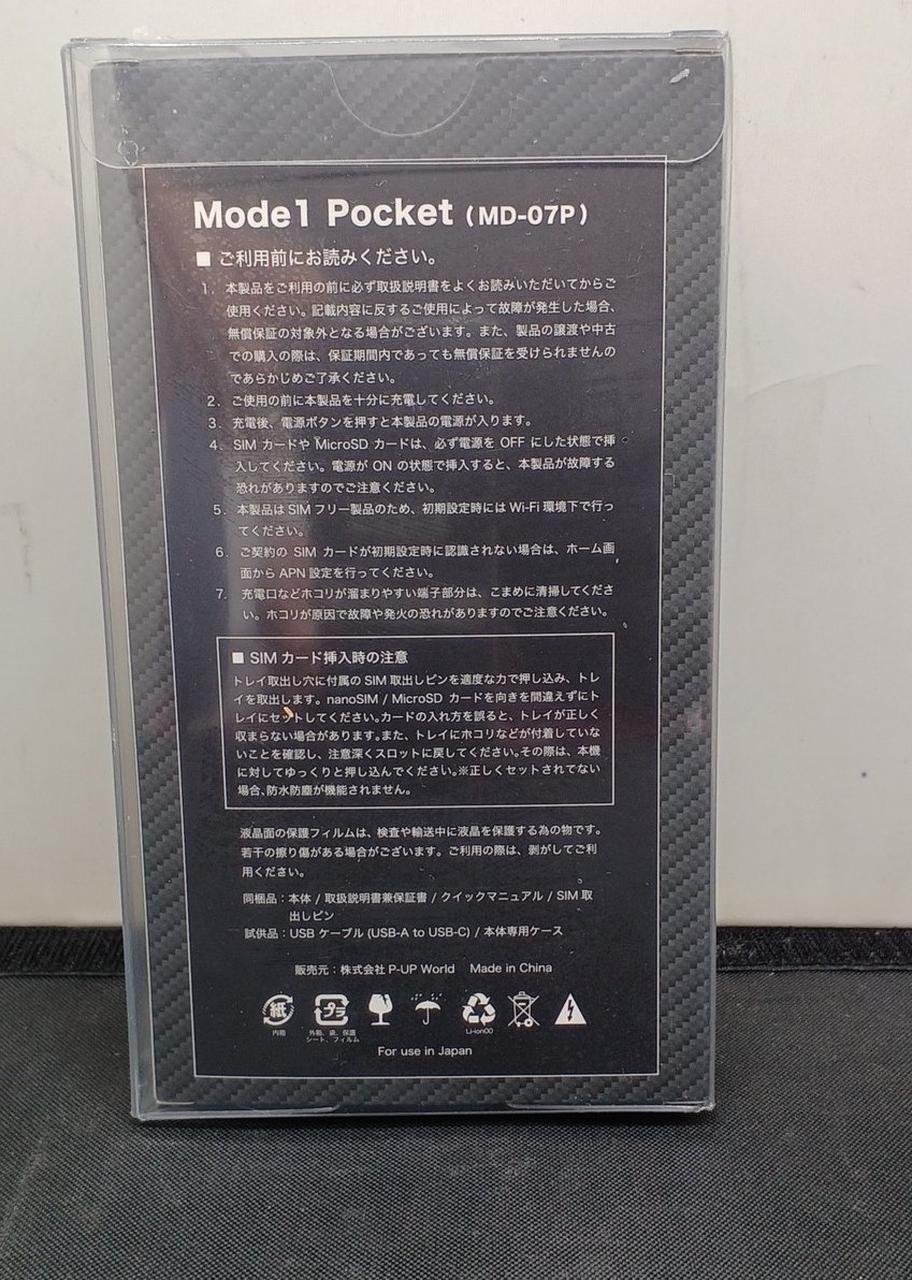 Mode1 Pocket (MD-07P)
■ ご利用前にお読みください。
1. 本製品をご利用の前に必ず取扱説明書をよくお読みいただいてからご
使用ください。記載内容に反するご使用によって故障が発生した場合、
無償保証の対象外となる場合がございます。また、製品の譲渡や中古
での購入の際は、保証期間内であっても無償保証を受けられませんの
であらかじめご了承ください。
2. ご使用の前に本製品を十分に充電してください。
3. 充電後、電源ボタンを押すと本製品の電源が入ります。
4. SIM カードや MicroSD カードは、必ず電源を OFF にした状態で挿
入してください。電源が ON の状態で挿入すると、本製品が故障する
恐れがありますのでご注意ください。
5. 本製品は SIM フリー製品のため、初期設定時には Wi-Fi 環境下で行っ
てください。
6. ご契約の SIM カードが初期設定時に認識されない場合は、ホーム画
面から APN 設定を行ってください。
7. 充電口などホコリが溜まりやすい端子部分は、こまめに清掃してくださ
い。ホコリが原因で故障や発火の恐れがありますのでご注意ください。
■ SIM カード挿入時の注意
トレイ取出し穴に付属の SIM 取出しピンを適度な力で押し込み、トレ
イを取出します。nanoSIM / MicroSD カードを向きを間違えずにト
レイにセットしてください。カードの入れ方を誤ると、トレイが正しく
収まらない場合があります。また、トレイにホコリなどが付着していな
いことを確認し、注意深くスロットに戻してください。その際は、本機
に対してゆっくりと押し込んでください。※正しくセットされてない
場合、防水防塵が機能されません。
液晶面の保護フィルムは、検査や輸送中に液晶を保護する為の物です。
若干の擦り傷がある場合がございます。ご利用の際は、剥がしてご利
用ください。
同梱品：本体 / 取扱説明書兼保証書 / クイックマニュアル / SIM 取
出しピン
試供品：USB ケーブル (USB-A to USB-C) / 本体専用ケース
販売元：株式会社 P-UP World Made in China
紙 プラ
内箱 外箱、袋、保護 Li-ion00
シート、フィルム
For use in Japan